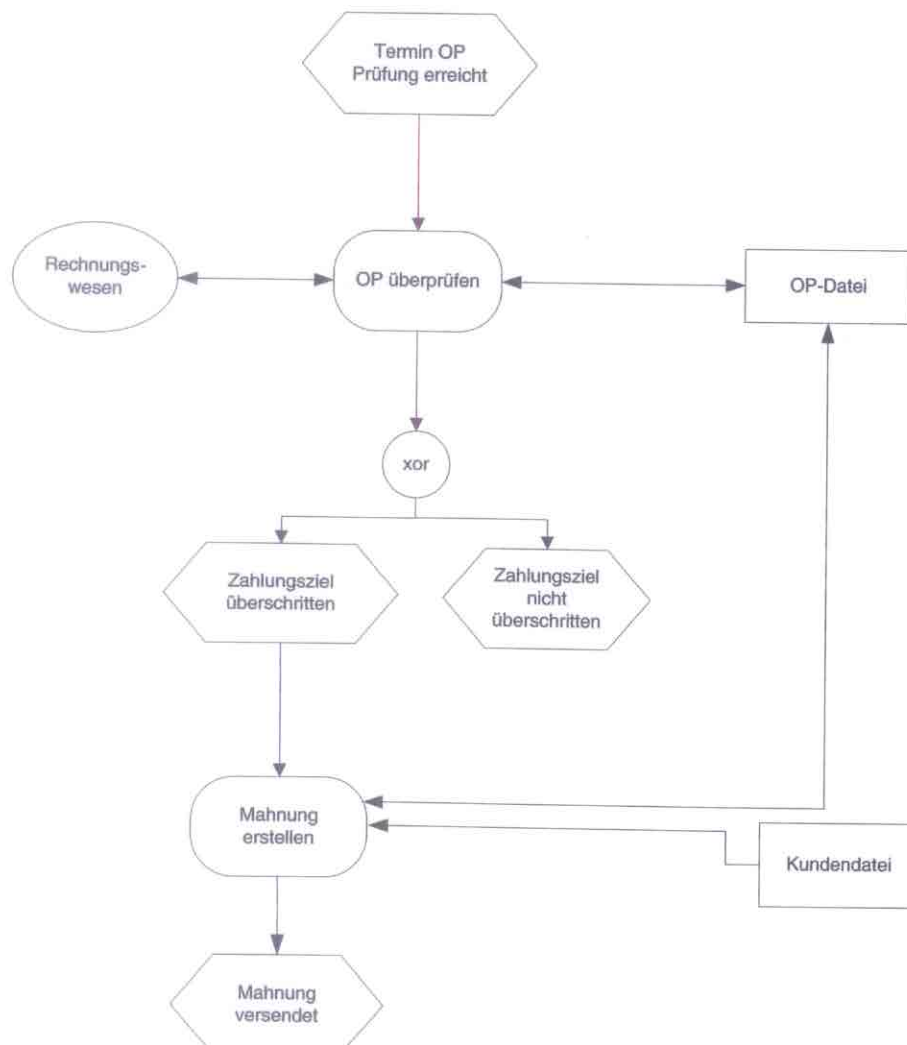 Termin OP
Prüfung erreicht
Rechnungs-
wesen
OP überprüfen
OP-Datei
xor
Zahlungsziel
überschritten
Zahlungsziel
nicht
überschritten
Mahnung
erstellen
Kundendatei
Mahnung
versendet